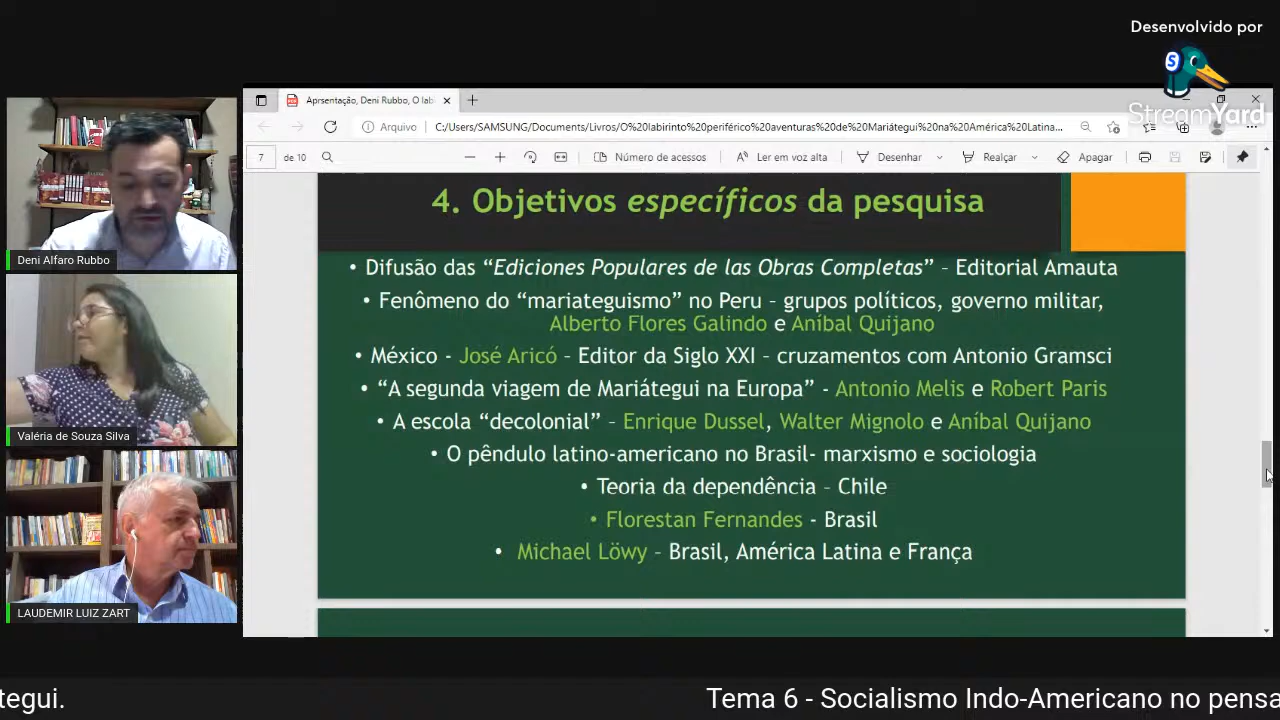 Desenvolvido por
StreamYard
Aprsentação, Deni Rubbo, O lab
Arquivo
C:/Users/SAMSUNG/Documents/Livros/O%20labirinto%20periférico%20aventuras%20de%20Mariátegui%20na%20América%20Latina...
7 de 10
Número de acessos
Ler em voz alta
Desenhar
Realçar
Apagar
4. Objetivos específicos da pesquisa
• Difusão das “Ediciones Populares de las Obras Completas” – Editorial Amauta
• Fenômeno do “mariateguismo” no Peru – grupos políticos, governo militar,
Alberto Flores Galindo e Aníbal Quijano
• México - José Aricó – Editor da Siglo XXI – cruzamentos com Antonio Gramsci
• “A segunda viagem de Mariátegui na Europa” - Antonio Melis e Robert Paris
• A escola “decolonial” – Enrique Dussel, Walter Mignolo e Aníbal Quijano
• O pêndulo latino-americano no Brasil- marxismo e sociologia
• Teoria da dependência – Chile
• Florestan Fernandes - Brasil
• Michael Löwy – Brasil, América Latina e França
Deni Alfaro Rubbo
Valéria de Souza Silva
LAUDEMIR LUIZ ZART
tegui.
Tema 6 - Socialismo Indo-Americano no pensa